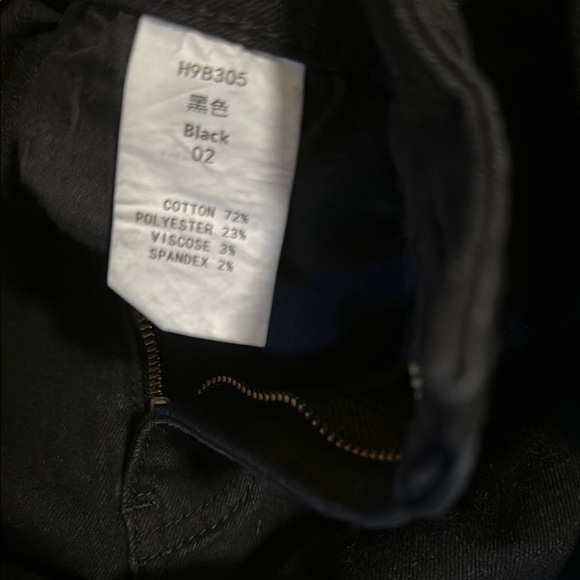 H9B305
黑色
Black
02
COTTON 72%
POLYESTER 23%
VISCOSE 3%
SPANDEX 2%